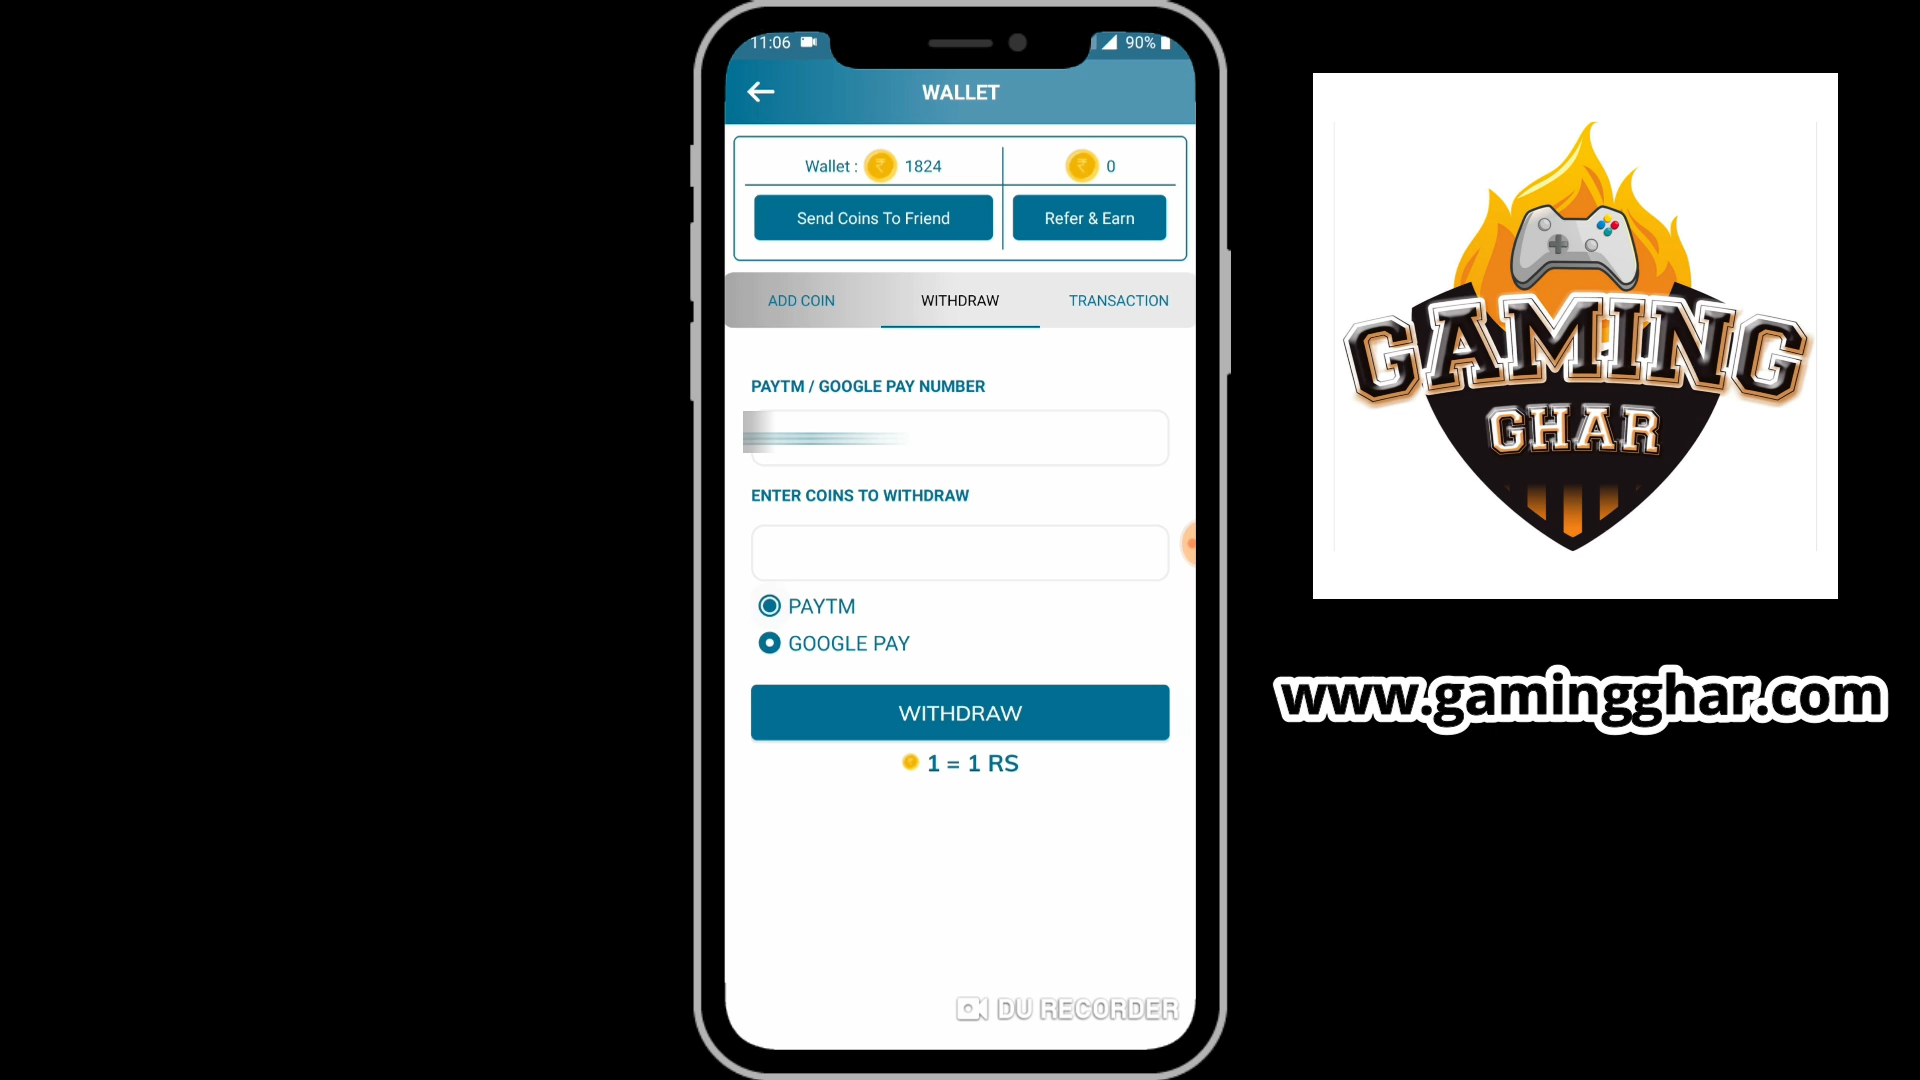 11:06
90%
WALLET
Wallet : 1824
0
Send Coins To Friend
Refer & Earn
ADD COIN
WITHDRAW
TRANSACTION
PAYTM / GOOGLE PAY NUMBER
ENTER COINS TO WITHDRAW
PAYTM
GOOGLE PAY
WITHDRAW
1 = 1 RS
DU RECORDER
GAMING
GHAR
www.gamingghar.com